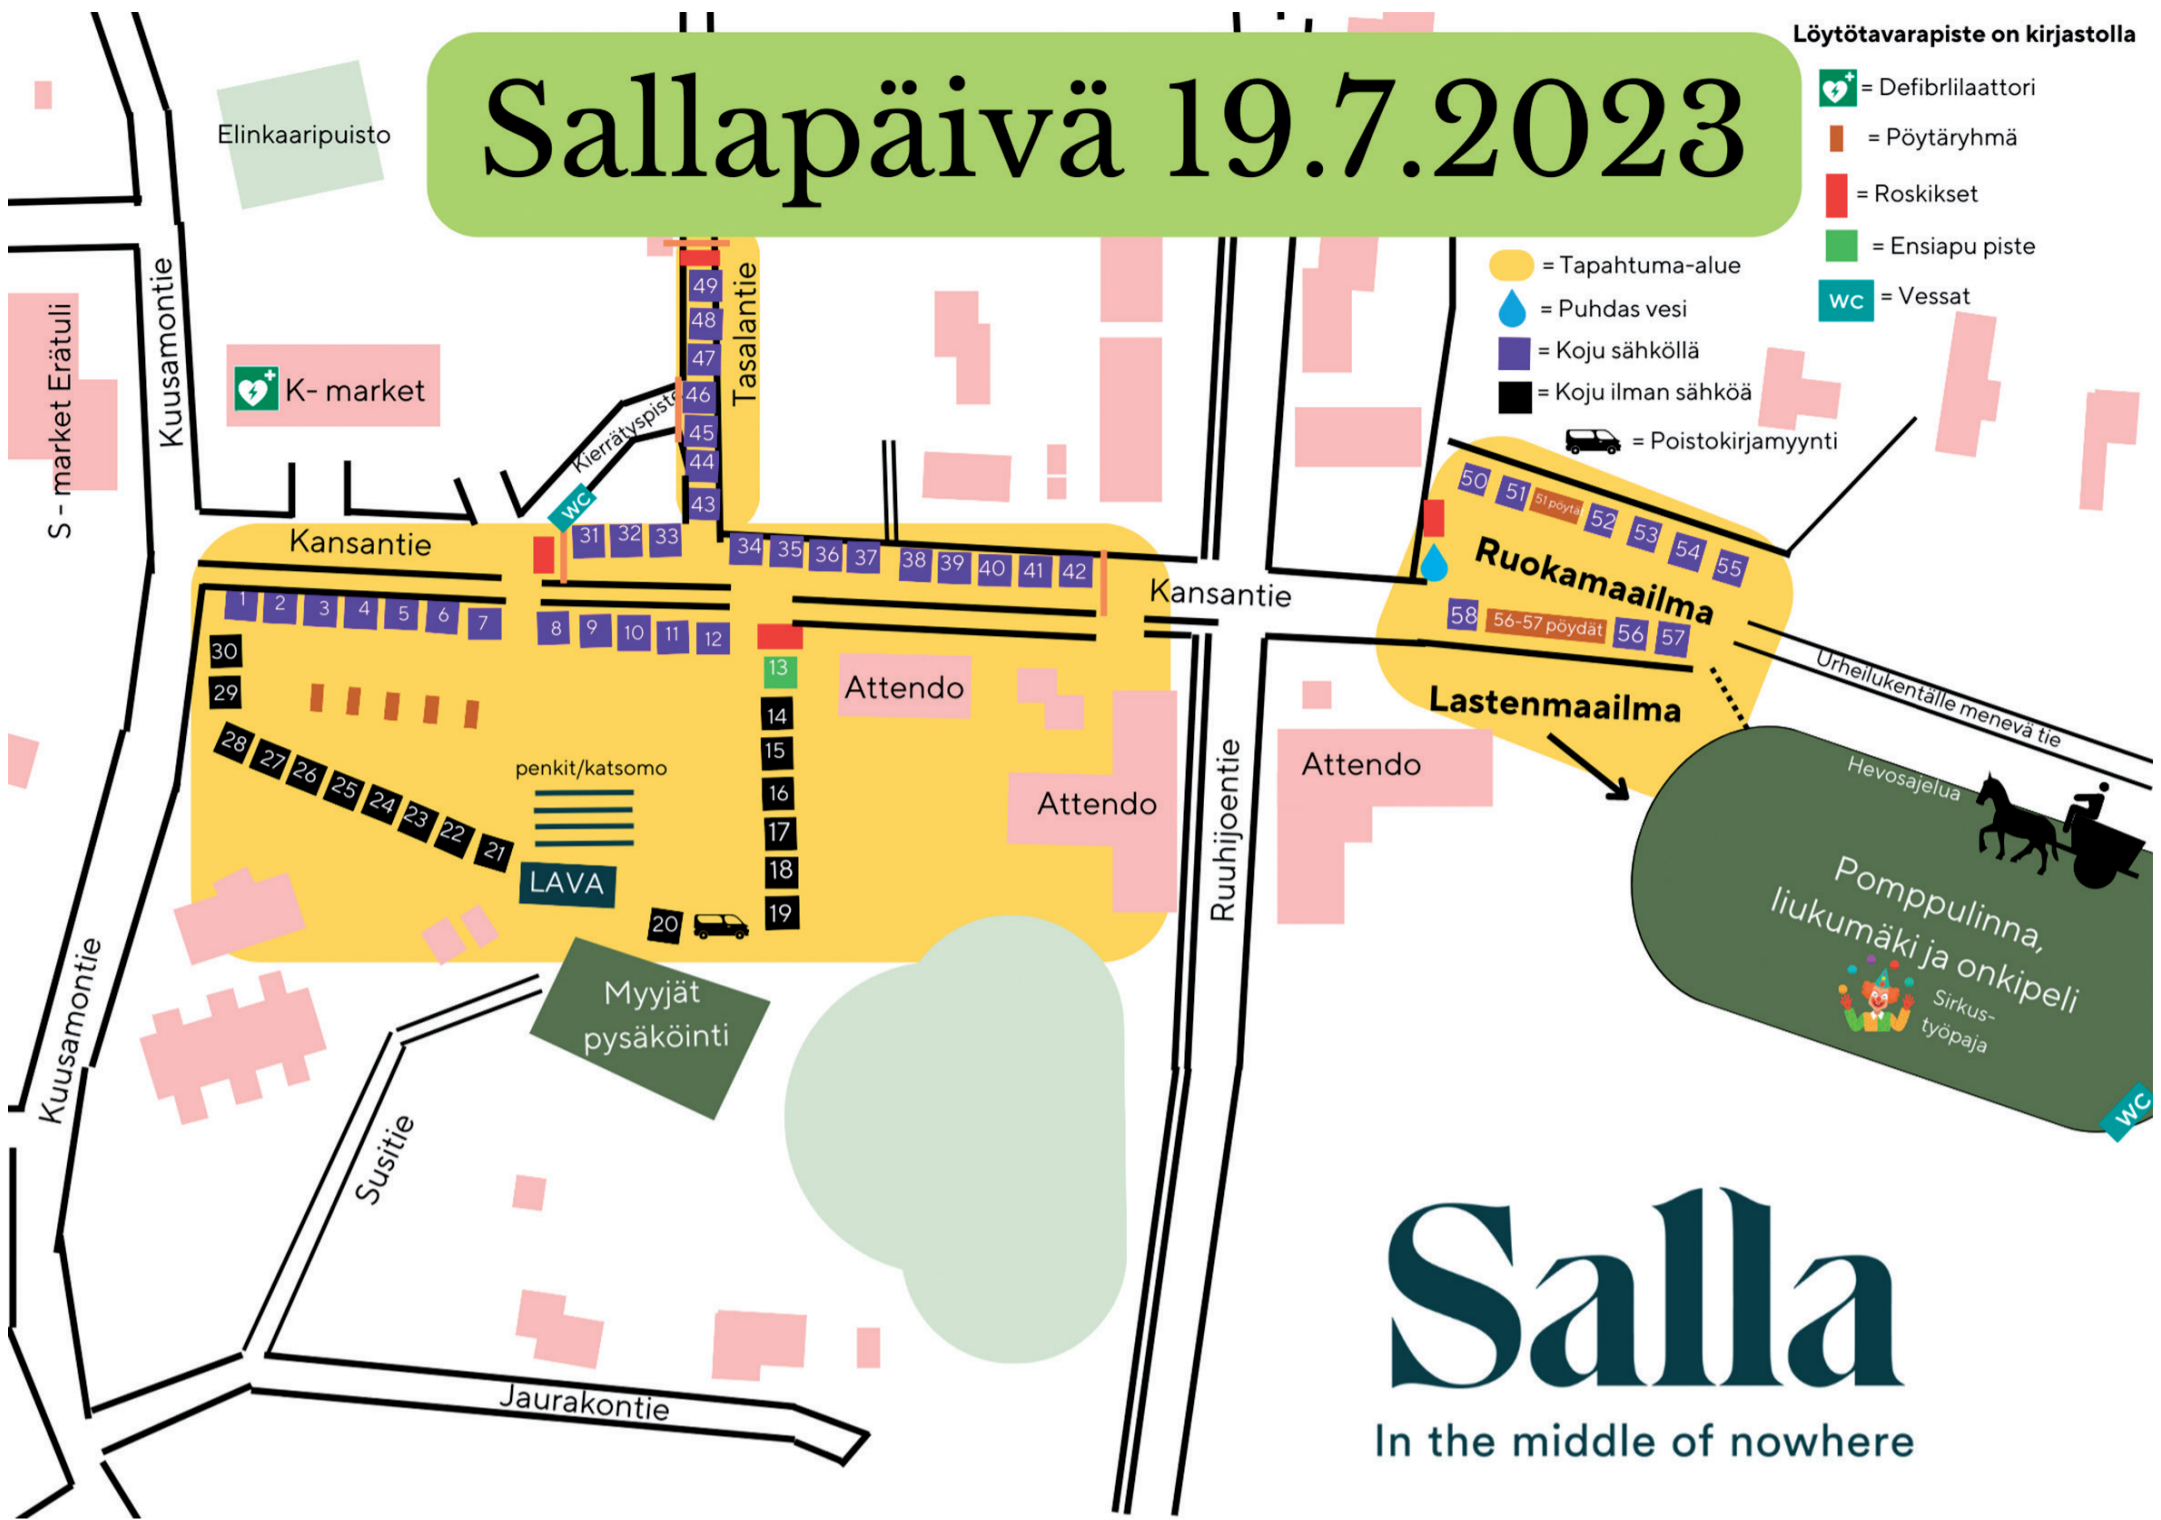 Sallapäivä 19.7.2023
Löytötavarapiste on kirjastolla
= Defibrlilaattori
= Pöytäryhmä
= Roskikset
= Ensiapu piste
WC = Vessat
= Tapahtuma-alue
= Puhdas vesi
= Koju sähköllä
= Koju ilman sähköä
= Poistokirjamyynti
Elinkaaripuisto
Kuusamontie
S - market Erätuli
K- market
Kierrätyspiste
WC
Tasalantie
49
48
47
46
45
44
43
Kansantie
31 32 33
34 35 36 37 38 39 40 41 42
Kansantie
1 2 3 4 5 6 7
8 9 10 11 12
13
14
15
16
17
18
19
20
30
29
28 27 26 25 24 23 22 21
penkit/katsomo
LAVA
Attendo
Attendo
Attendo
Ruuhijoentie
50 51 51 pöytä 52 53 54 55
Ruokamaailma
58 56-57 pöydät 56 57
Lastenmaailma
Urheilukentälle menevä tie
Hevosajelua
Pomppulinna,
liukumäki ja onkipeli
Sirkus-
työpaja
WC
Myyjät
pysäköinti
Kuusamontie
Susitie
Jaurakontie
Salla
In the middle of nowhere